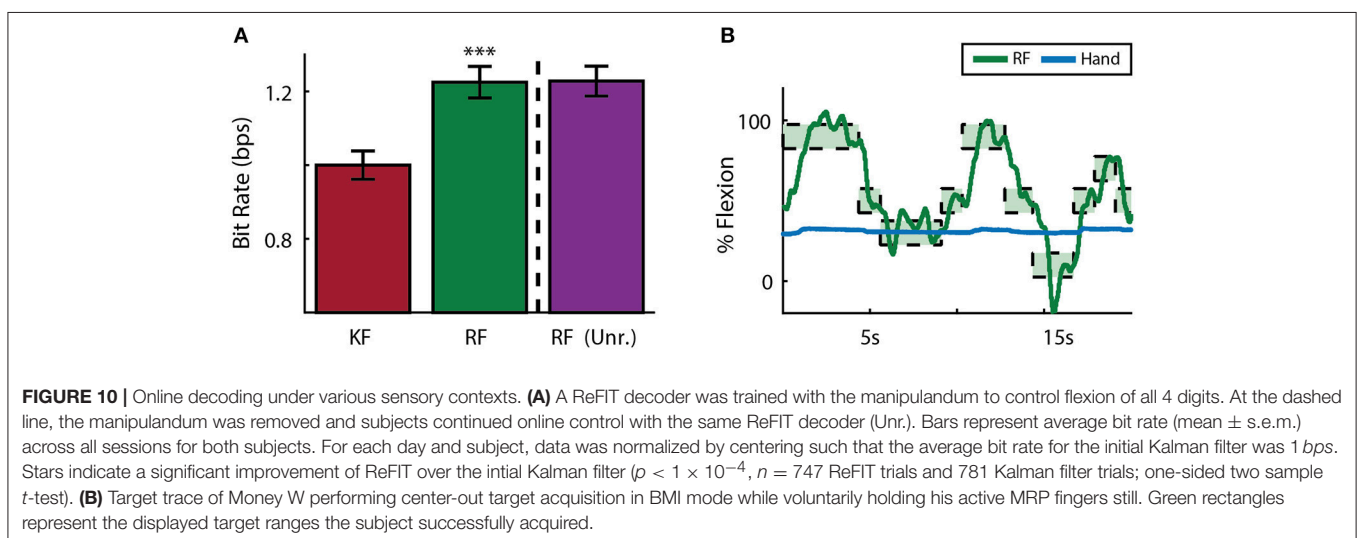 A
B
***
RF Hand
Bit Rate (bps)
1.2
0.8
KF RF RF (Unr.)
% Flexion
100
0
5s 15s
FIGURE 10 | Online decoding under various sensory contexts. (A) A ReFIT decoder was trained with the manipulandum to control flexion of all 4 digits. At the dashed
line, the manipulandum was removed and subjects continued online control with the same ReFIT decoder (Unr.). Bars represent average bit rate (mean ± s.e.m.)
across all sessions for both subjects. For each day and subject, data was normalized by centering such that the average bit rate for the initial Kalman filter was 1 bps.
Stars indicate a significant improvement of ReFIT over the intial Kalman filter (p < 1 × 10⁻⁴, n = 747 ReFIT trials and 781 Kalman filter trials; one-sided two sample
t-test). (B) Target trace of Money W performing center-out target acquisition in BMI mode while voluntarily holding his active MRP fingers still. Green rectangles
represent the displayed target ranges the subject successfully acquired.